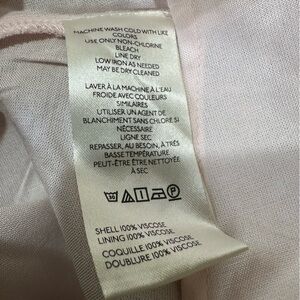 MACHINE WASH COLD WITH LIKE
COLORS
USE ONLY NON-CHLORINE
BLEACH
LINE DRY
LOW IRON AS NEEDED
MAY BE DRY CLEANED
LAVER À LA MACHINE À L'EAU
FROIDE AVEC COULEURS
SIMILAIRES
UTILISER UN AGENT DE
BLANCHIMENT SANS CHLORE SI
NÉCESSAIRE
LIGNE SEC
REPASSER, AU BESOIN, À TRÈS
BASSE TEMPÉRATURE
PEUT-ÊTRE ÊTRE NETTOYÉE
À SEC
P
SHELL 100% VISCOSE
LINING 100% VISCOSE
COQUILLE 100% VISCOSE
DOUBLURE 100% VISCOSE